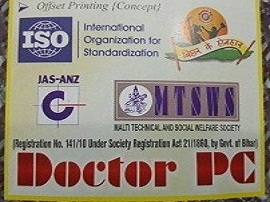 Offset Printing {Concept}
ISO
International
Organization for
Standardization
JAS-ANZ
C
MTSWS
MALTI TECHNICAL AND SOCIAL WELFARE SOCIETY
(Registration No. 141/10 Under Society Registration Act 21/1860, by Govt. of Bihar)
Doctor PC